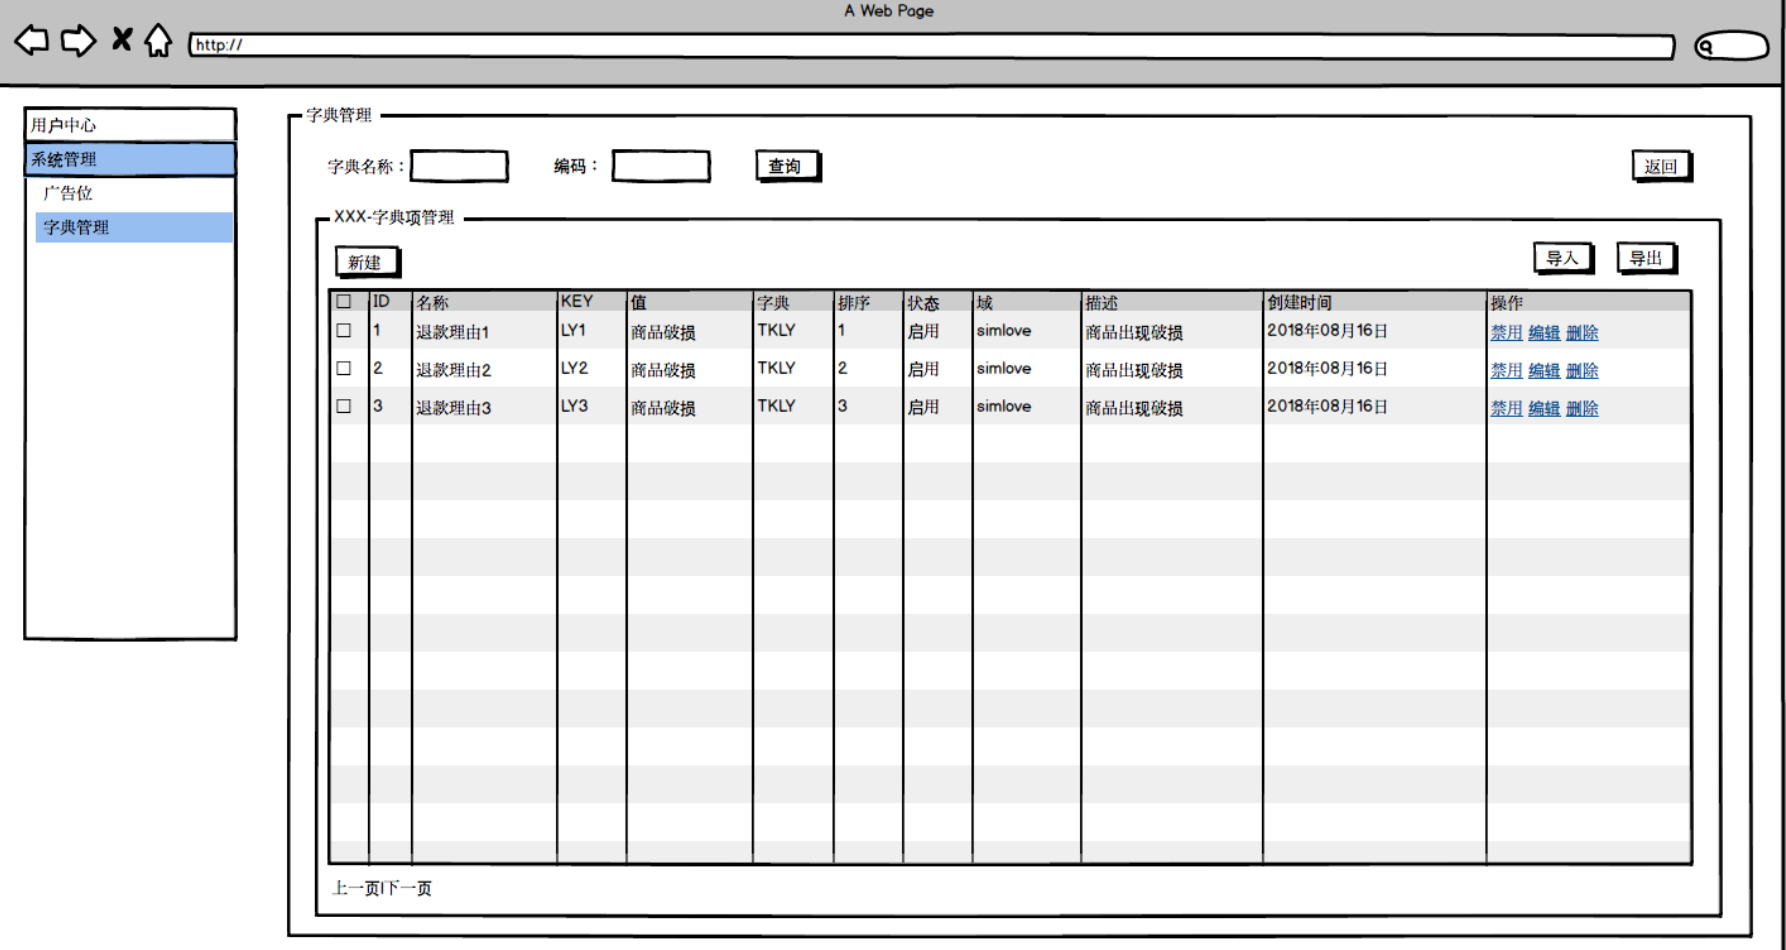 A Web Page
http://
用户中心
系统管理
广告位
字典管理
字典管理
字典名称： 编码： 查询 返回
XXX-字典项管理
新建 导入 导出
ID 名称 KEY 值 字典 排序 状态 域 描述 创建时间 操作
1 退款理由1 LY1 商品破损 TKLY 1 启用 simlove 商品出现破损 2018年08月16日 禁用 编辑 删除
2 退款理由2 LY2 商品破损 TKLY 2 启用 simlove 商品出现破损 2018年08月16日 禁用 编辑 删除
3 退款理由3 LY3 商品破损 TKLY 3 启用 simlove 商品出现破损 2018年08月16日 禁用 编辑 删除
上一页|下一页